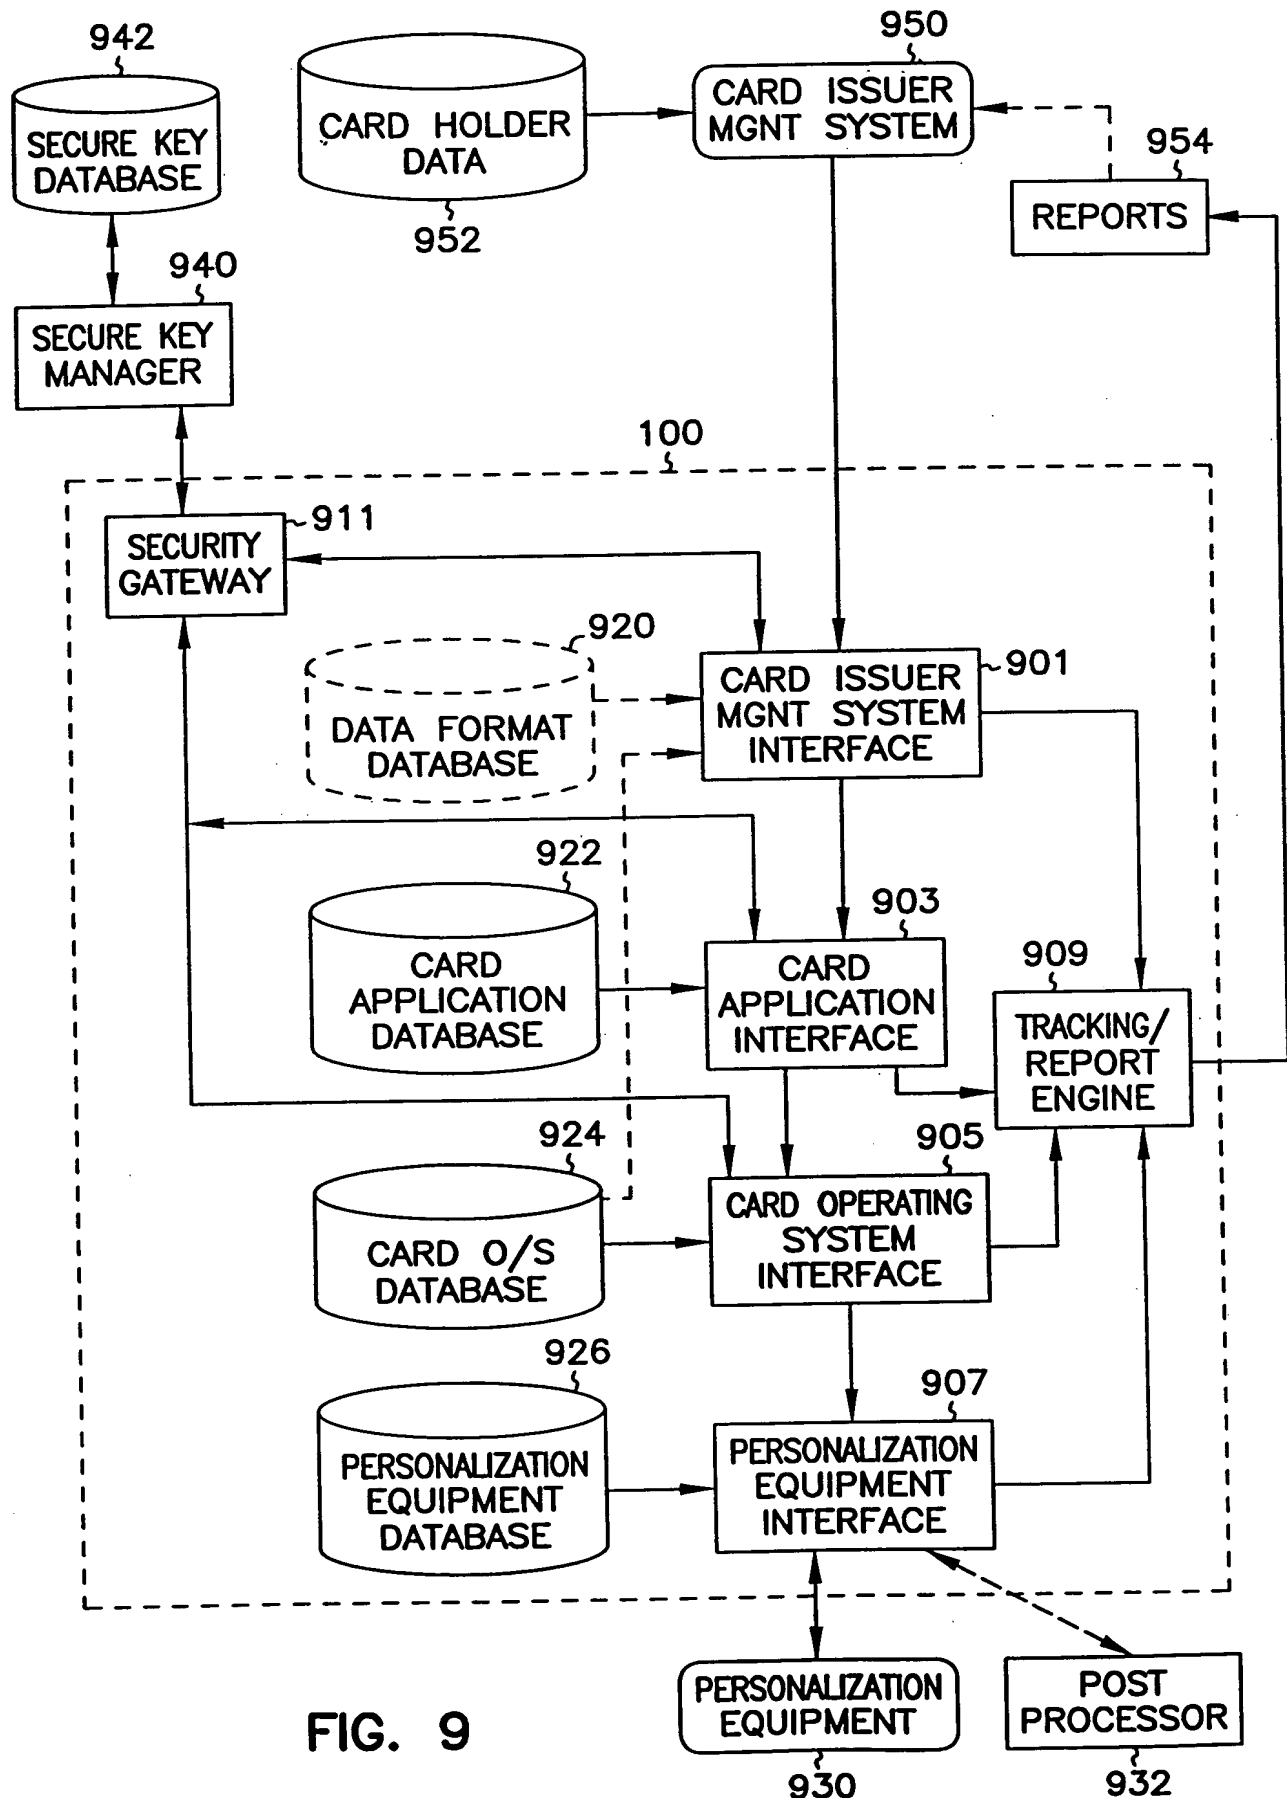 942
950
SECURE KEY
DATABASE
CARD HOLDER
DATA
952
CARD ISSUER
MGNT SYSTEM
954
REPORTS
940
SECURE KEY
MANAGER
100
911
SECURITY
GATEWAY
920
DATA FORMAT
DATABASE
901
CARD ISSUER
MGNT SYSTEM
INTERFACE
922
CARD
APPLICATION
DATABASE
903
CARD
APPLICATION
INTERFACE
909
TRACKING/
REPORT
ENGINE
924
CARD O/S
DATABASE
905
CARD OPERATING
SYSTEM
INTERFACE
926
PERSONALIZATION
EQUIPMENT
DATABASE
907
PERSONALIZATION
EQUIPMENT
INTERFACE
PERSONALIZATION
EQUIPMENT
930
POST
PROCESSOR
932
FIG. 9